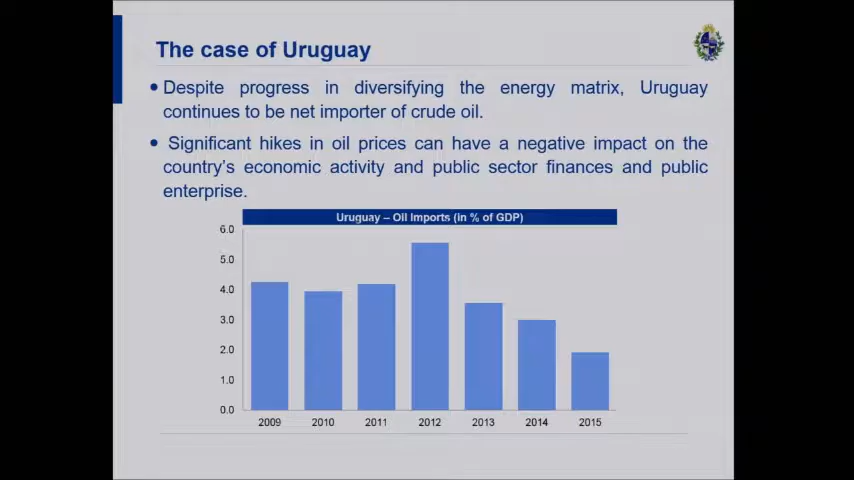 The case of Uruguay
• Despite progress in diversifying the energy matrix, Uruguay
continues to be net importer of crude oil.
• Significant hikes in oil prices can have a negative impact on the
country's economic activity and public sector finances and public
enterprise.
Uruguay – Oil Imports (in % of GDP)
6.0
5.0
4.0
3.0
2.0
1.0
0.0
2009 2010 2011 2012 2013 2014 2015